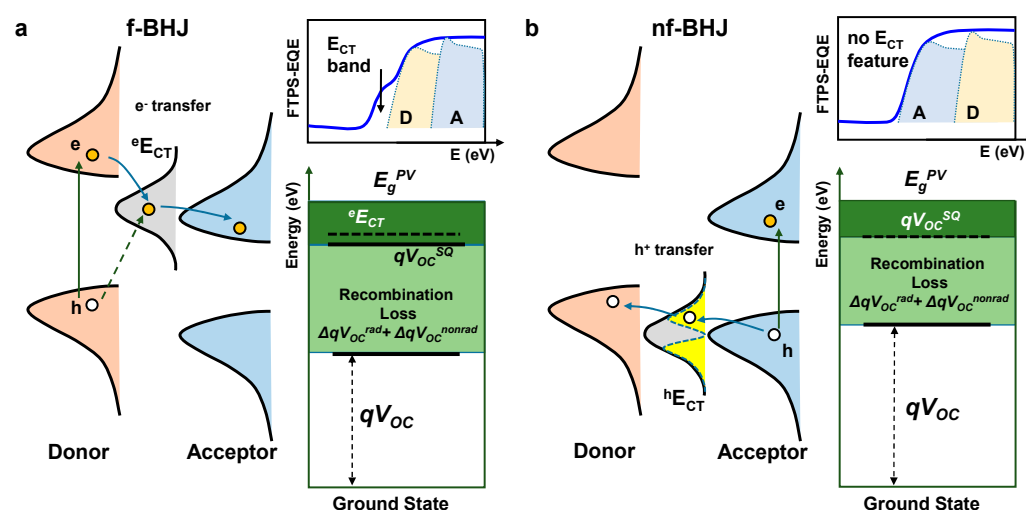 a
f-BHJ
FTPS-EQE
E_CT
band
D
A
E (eV)
e⁻ transfer
e
ᵉE_CT
h
Donor
Acceptor
Energy (eV)
E_g^PV
ᵉE_CT
qV_OC^SQ
Recombination
Loss
ΔqV_OC^rad + ΔqV_OC^nonrad
qV_OC
Ground State
b
nf-BHJ
FTPS-EQE
no E_CT
feature
A
D
E (eV)
h⁺ transfer
e
h
ʰE_CT
Donor
Acceptor
Energy (eV)
E_g^PV
qV_OC^SQ
Recombination
Loss
ΔqV_OC^rad + ΔqV_OC^nonrad
qV_OC
Ground State